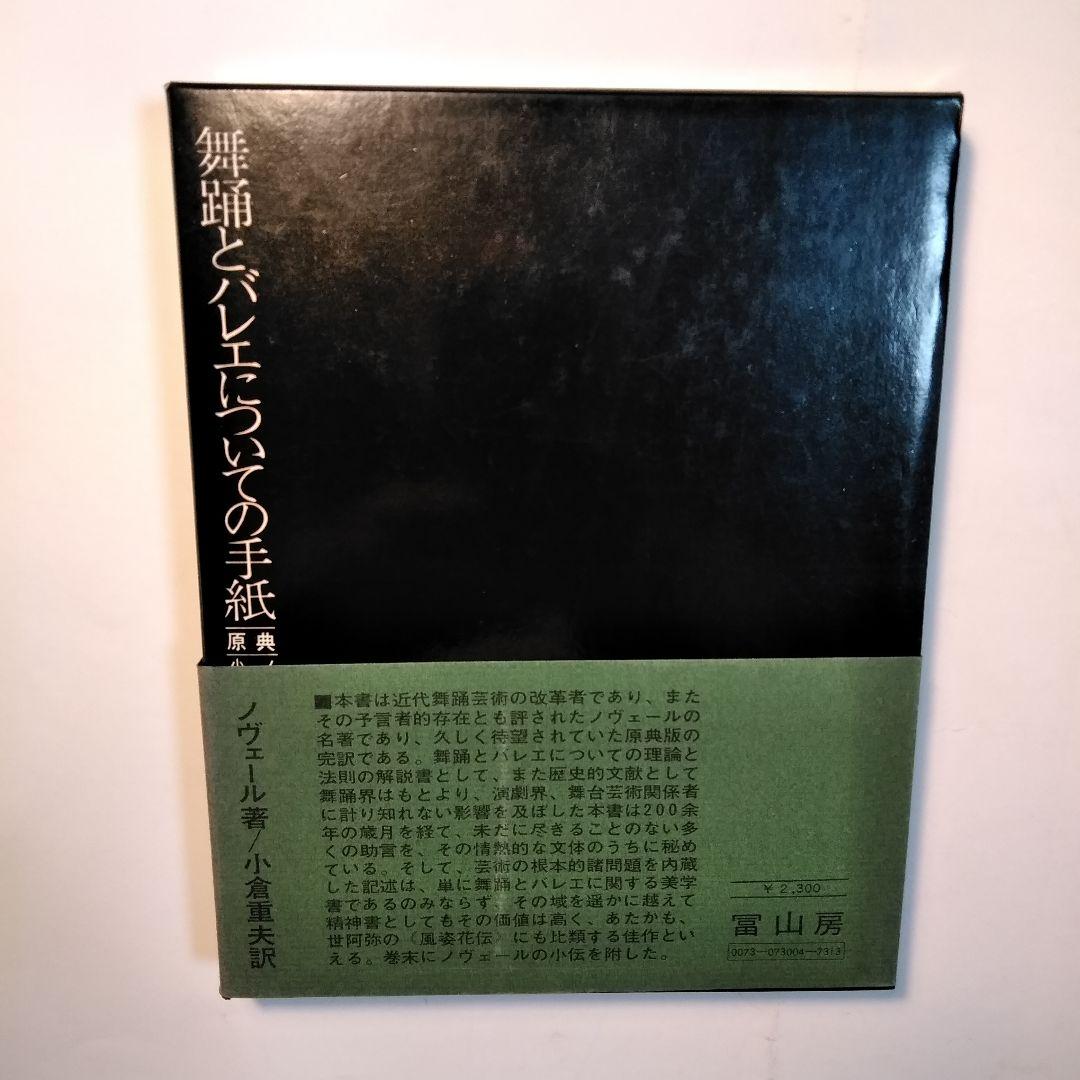 舞踊とバレエについての手紙
原典
ノヴェール著/小倉重夫訳
■本書は近代舞踊芸術の改革者であり、また
その予言者的存在とも評されたノヴェールの
名著であり、久しく待望されていた原典版の
完訳である。舞踊とバレエについての理論と
法則の解説書として、また歴史的文献として
舞踊界はもとより、演劇界、舞台芸術関係者
に計り知れない影響を及ぼした本書は200余
年の歳月を経て、未だに尽きることのない多
くの助言を、その情熱的な文体のうちに秘め
ている。そして、芸術の根本的諸問題を内蔵
した記述は、単に舞踊とバレエに関する美学
書であるのみならず、その域を遥かに越えて
精神書としてもその価値は高く、あたかも、
世阿弥の《風姿花伝》にも比類する佳作とい
える。巻末にノヴェールの小伝を附した。
¥2,300
冨山房
0073-073004-7313